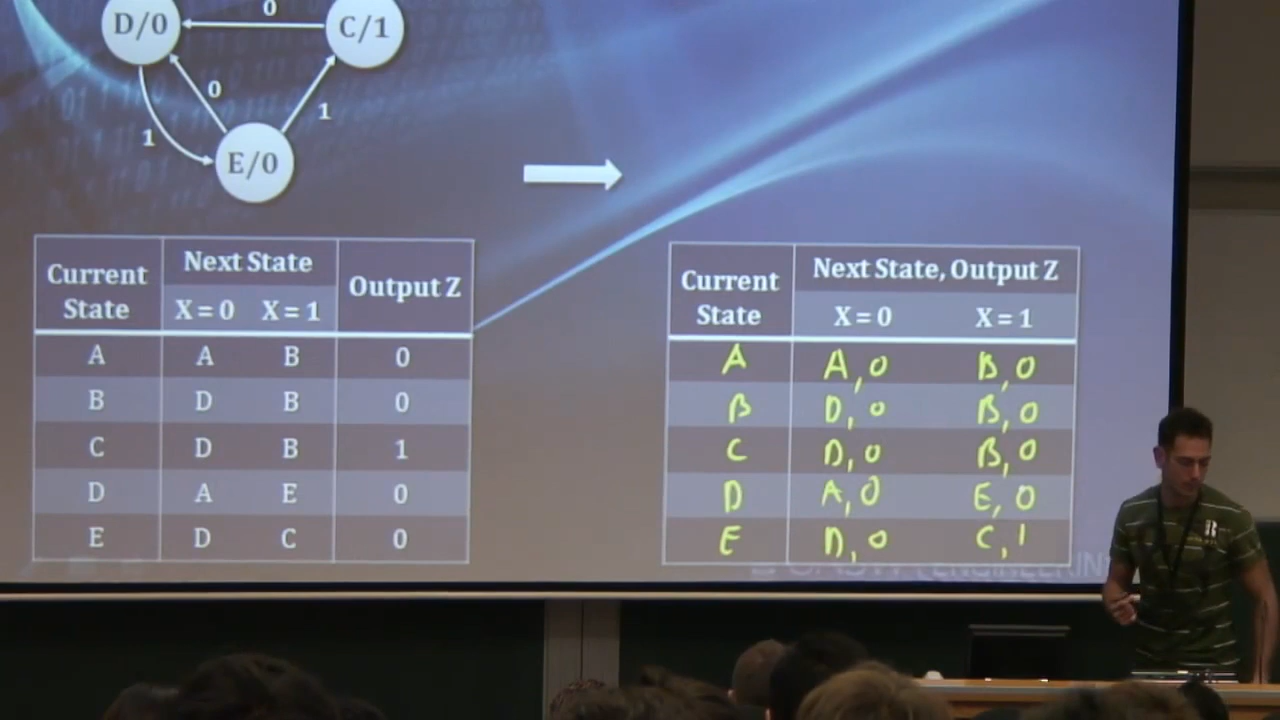 D/0 0 C/1
0
1
1
E/0
Current State Next State Output Z
X = 0 X = 1
A A B 0
B D B 0
C D B 1
D A E 0
E D C 0
Current State Next State, Output Z
X = 0 X = 1
A A,0 B,0
B D,0 B,0
C D,0 B,0
D A,0 E,0
E D,0 C,1